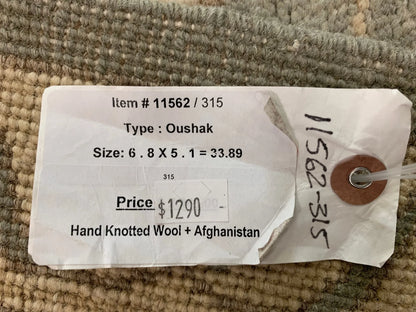 Item # 11562 / 315
Type : Oushak
Size: 6 . 8 X 5 . 1 = 33.89
315
Price $1290
Hand Knotted Wool + Afghanistan
11562-315